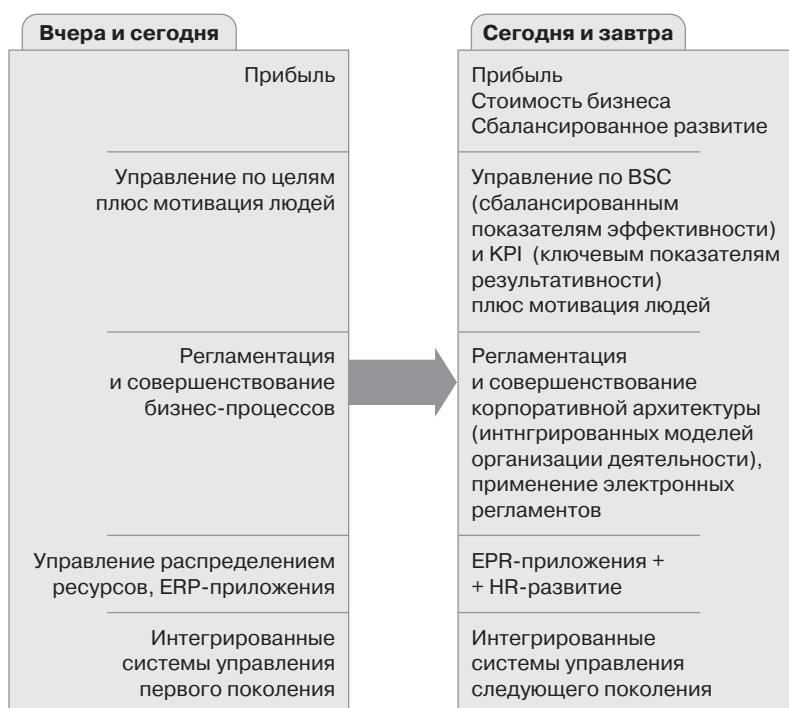 Вчера и сегодня
Прибыль
Управление по целям
плюс мотивация людей
Регламентация
и совершенствование
бизнес-процессов
Управление распределением
ресурсов, ERP-приложения
Интегрированные
системы управления
первого поколения
Сегодня и завтра
Прибыль
Стоимость бизнеса
Сбалансированное развитие
Управление по BSC
(сбалансированным
показателям эффективности)
и KPI (ключевым показателям
результативности)
плюс мотивация людей
Регламентация
и совершенствование
корпоративной архитектуры
(интнгрированных моделей
организации деятельности),
применение электронных
регламентов
EPR-приложения +
+ HR-развитие
Интегрированные
системы управления
следующего поколения